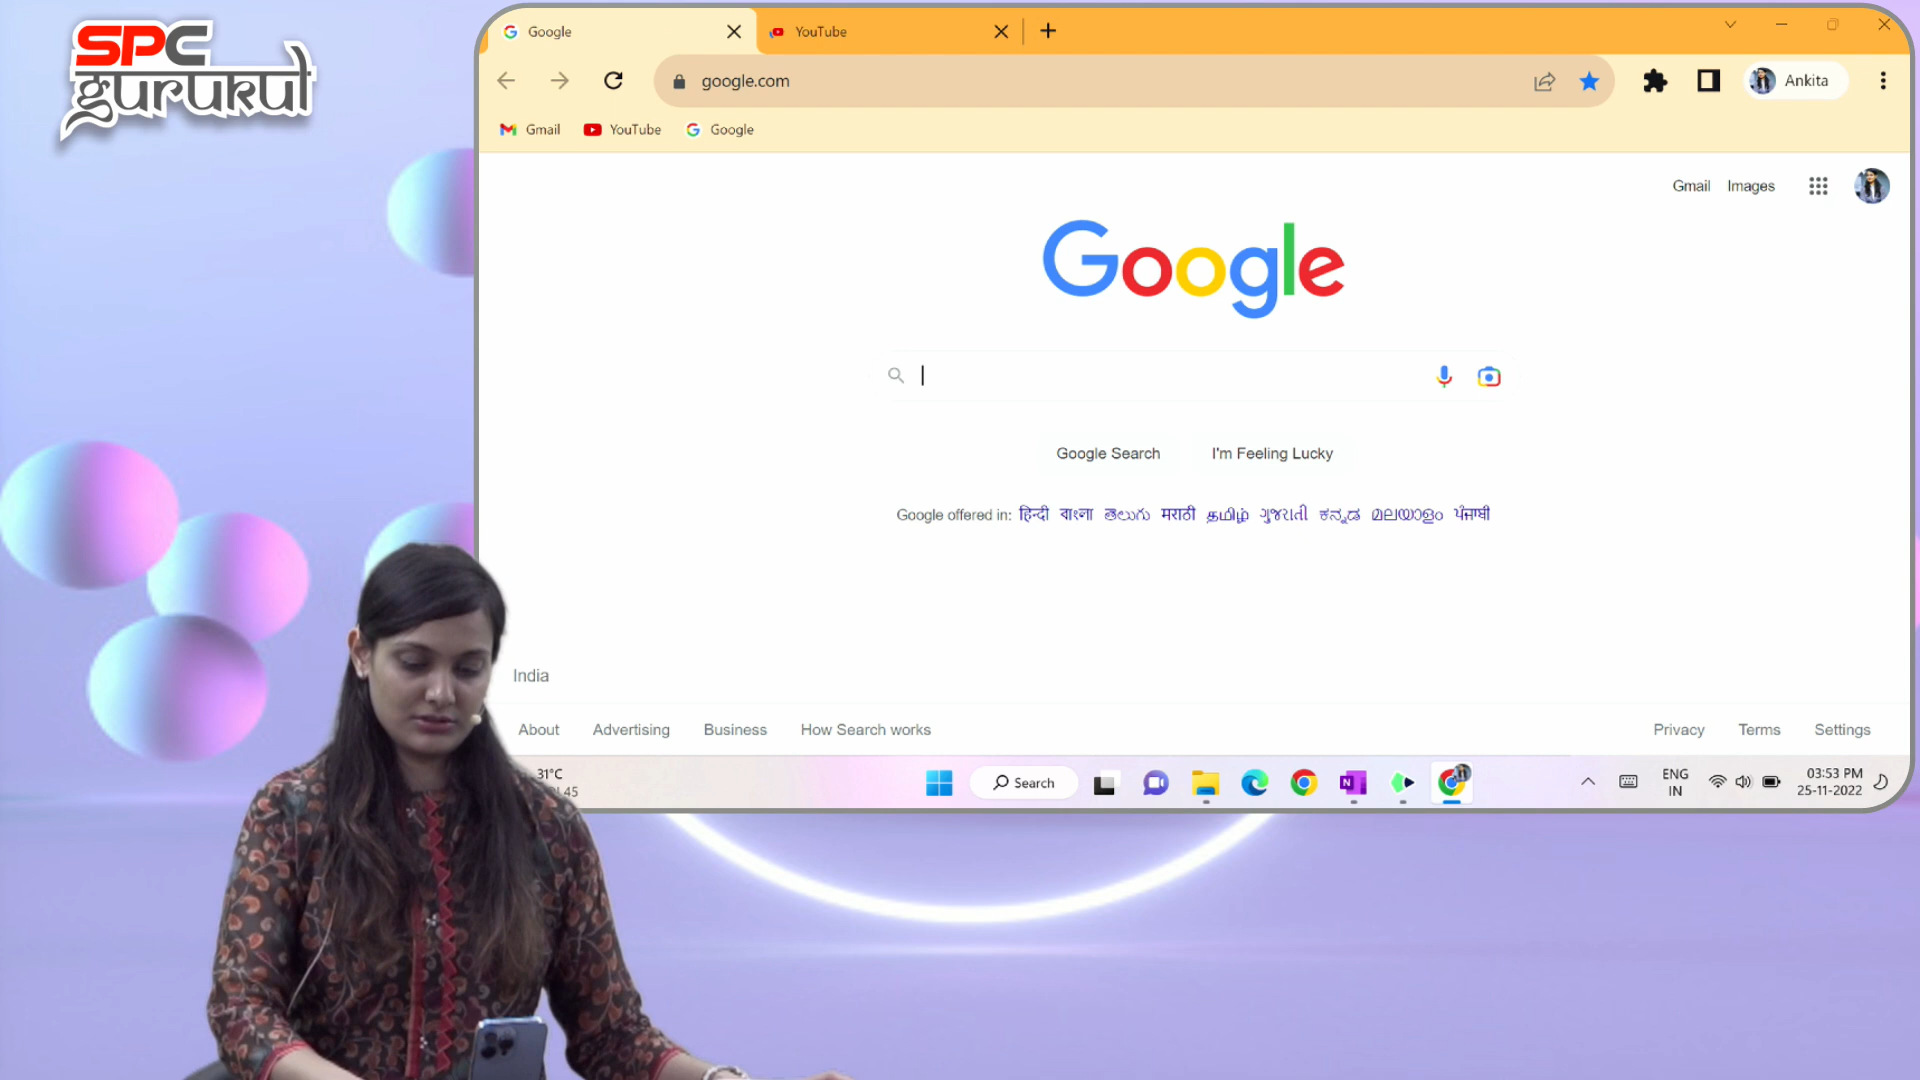 SPC
gurukul
Google
YouTube
google.com
Ankita
Gmail
YouTube
Google
Gmail
Images
Google
Google Search
I'm Feeling Lucky
Google offered in: हिन्दी বাংলা తెలుగు मराठी தமிழ் ગુજરાતી ಕನ್ನಡ മലയാളം ਪੰਜਾਬੀ
India
About
Advertising
Business
How Search works
Privacy
Terms
Settings
31°C
45
Search
ENG
IN
03:53 PM
25-11-2022